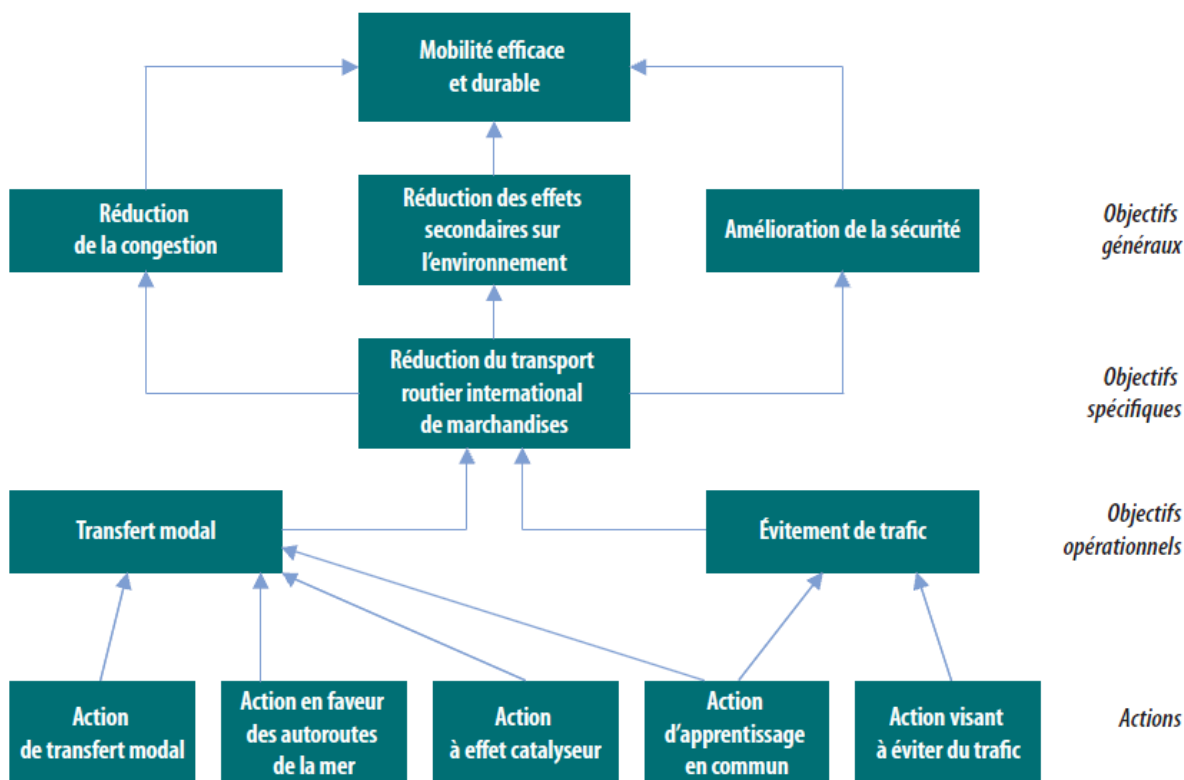 Mobilité efficace
et durable
Réduction
de la congestion
Réduction des effets
secondaires sur
l’environnement
Amélioration de la sécurité
Objectifs
généraux
Réduction du transport
routier international
de marchandises
Objectifs
spécifiques
Transfert modal
Évitement de trafic
Objectifs
opérationnels
Action
de transfert modal
Action en faveur
des autoroutes
de la mer
Action
à effet catalyseur
Action
d’apprentissage
en commun
Action visant
à éviter du trafic
Actions